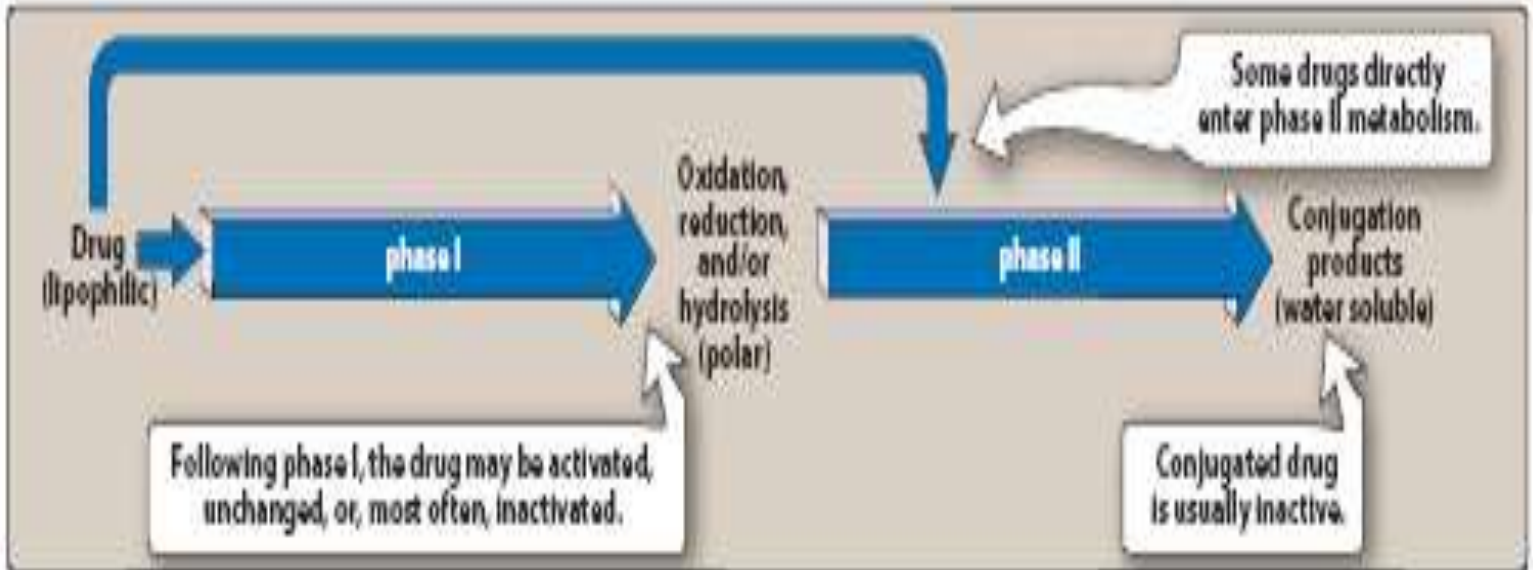 Some drugs directly
enter phase II metabolism.
Drug
(lipophilic)
phase I
Oxidation,
reduction,
and/or
hydrolysis
(polar)
phase II
Conjugation
products
(water soluble)
Following phase I, the drug may be activated,
unchanged, or, most often, inactivated.
Conjugated drug
is usually inactive.